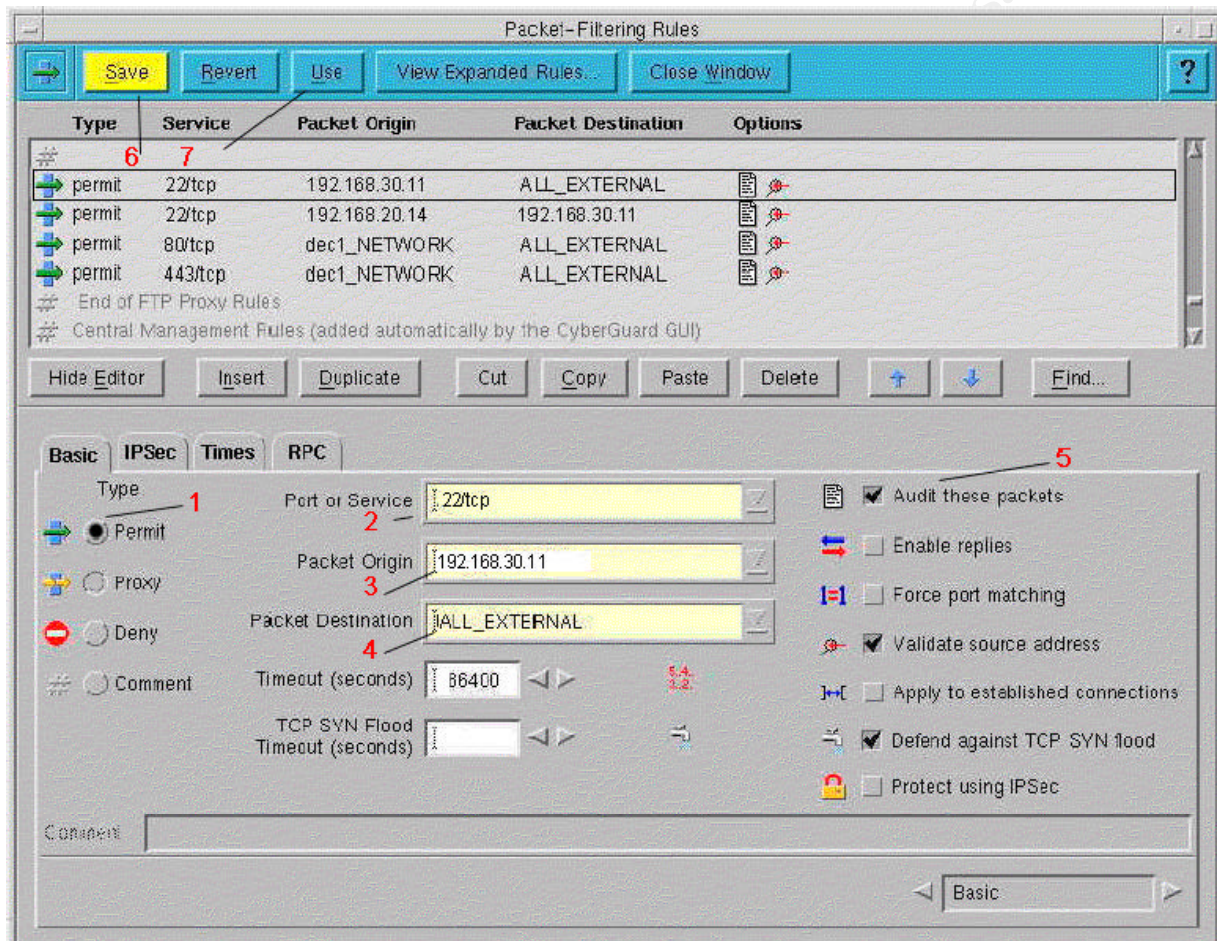 Packet-Filtering Rules
Save Revert Use View Expanded Rules... Close Window ?
Type Service Packet Origin Packet Destination Options
6 7
#
permit 22/tcp 192.168.30.11 ALL_EXTERNAL
permit 22/tcp 192.168.20.14 192.168.30.11
permit 80/tcp dec1_NETWORK ALL_EXTERNAL
permit 443/tcp dec1_NETWORK ALL_EXTERNAL
# End of FTP Proxy Rules
# Central Management Rules (added automatically by the CyberGuard GUI)
Hide Editor Insert Duplicate Cut Copy Paste Delete Find...
Basic IPSec Times RPC
5
Type
1
Port or Service 22/tcp
2
Audit these packets
Permit
Packet Origin 192.168.30.11
3
Enable replies
Proxy
1=1 Force port matching
Packet Destination ALL_EXTERNAL
4
Deny
Validate source address
# Comment
Timeout (seconds) 86400
5.4.
3.2.
Apply to established connections
TCP SYN Flood
Timeout (seconds)
Defend against TCP SYN flood
Protect using IPSec
Comment
Basic